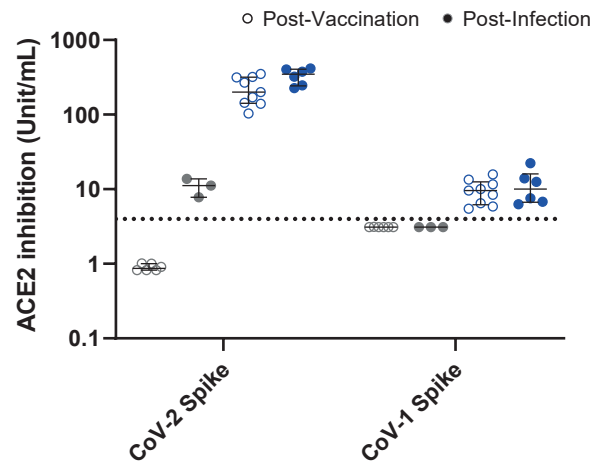 Post-Vaccination
Post-Infection
ACE2 inhibition (Unit/mL)
1000
100
10
1
0.1
CoV-2 Spike
CoV-1 Spike